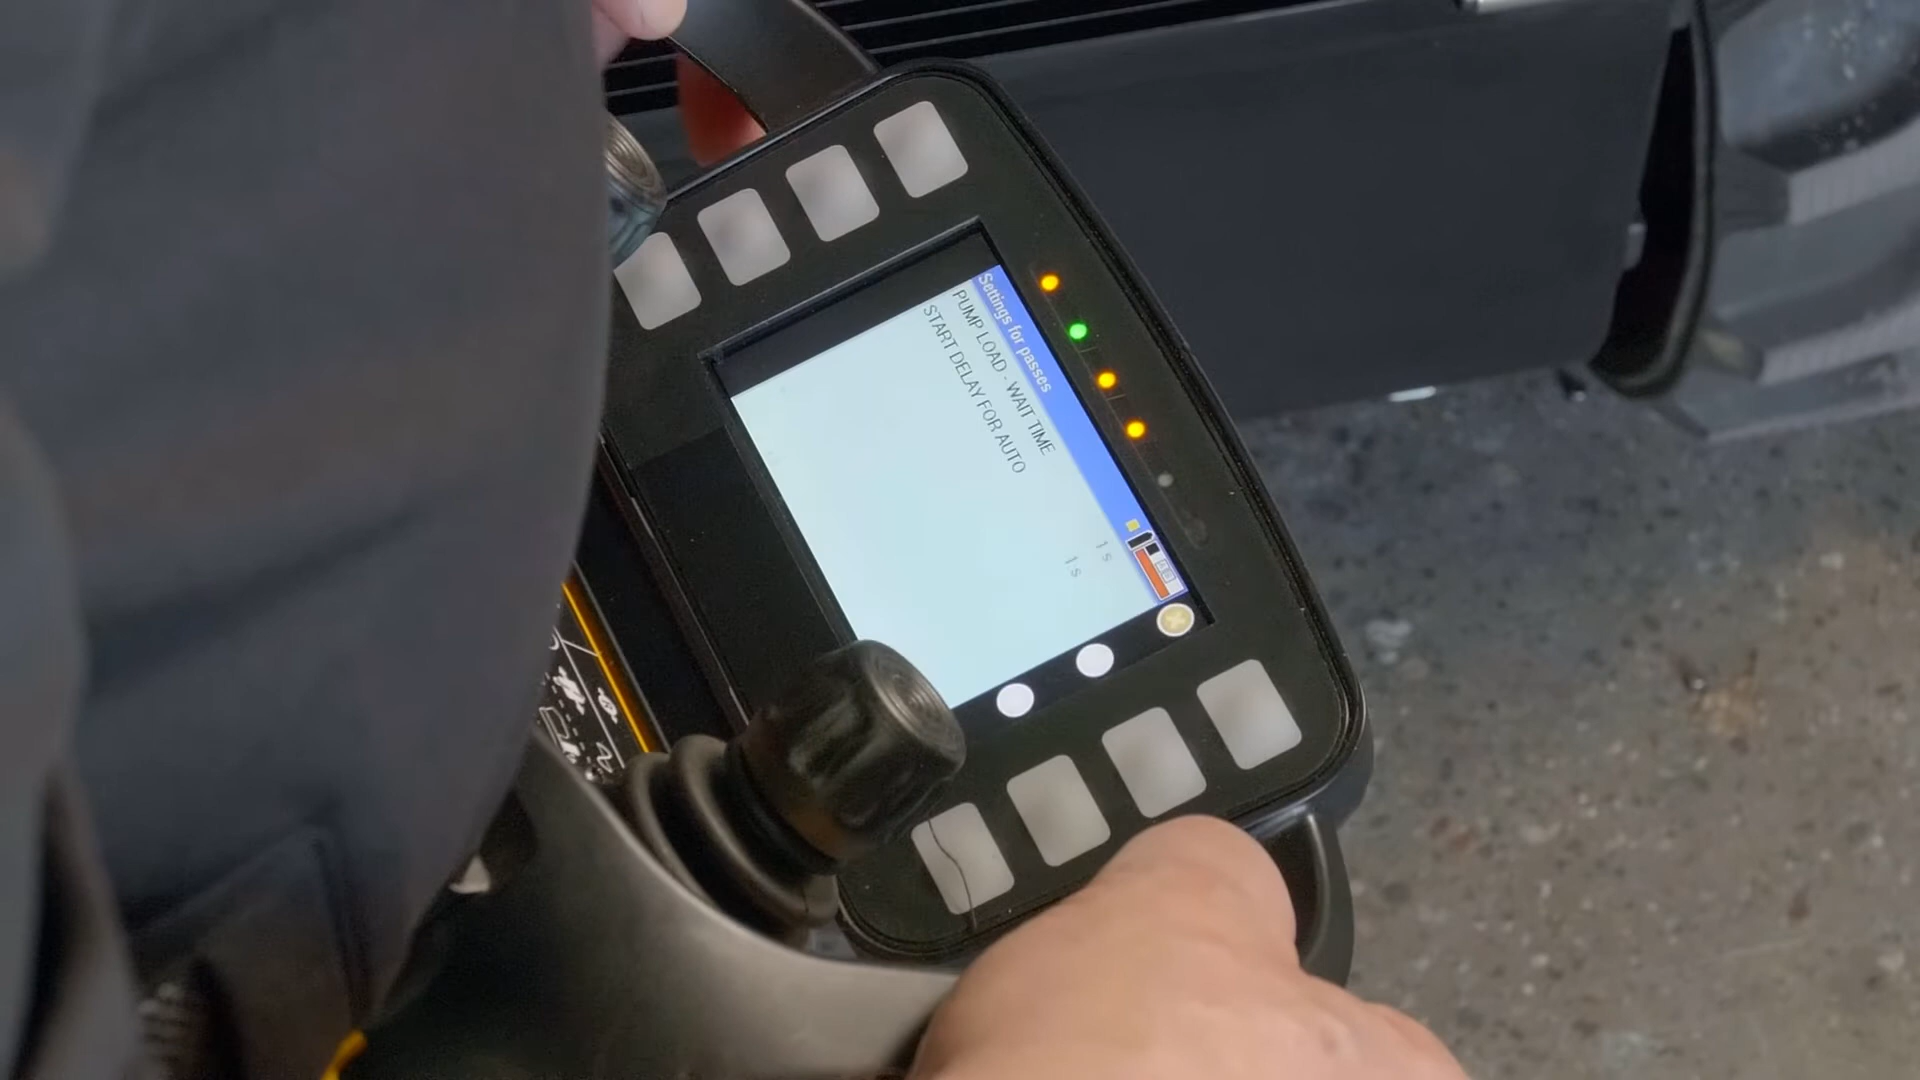 Settings for passes
PUMP LOAD - WAIT TIME 1 s
START DELAY FOR AUTO 1 s